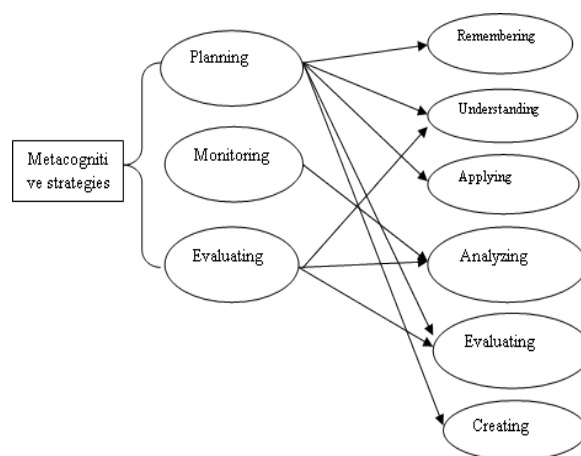 Metacogniti
ve strategies
Planning
Monitoring
Evaluating
Remembering
Understanding
Applying
Analyzing
Evaluating
Creating